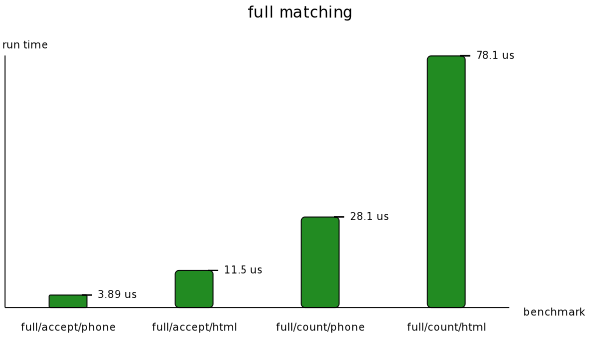 full matching
run time
78.1 us
28.1 us
11.5 us
3.89 us
benchmark
full/accept/phone
full/accept/html
full/count/phone
full/count/html